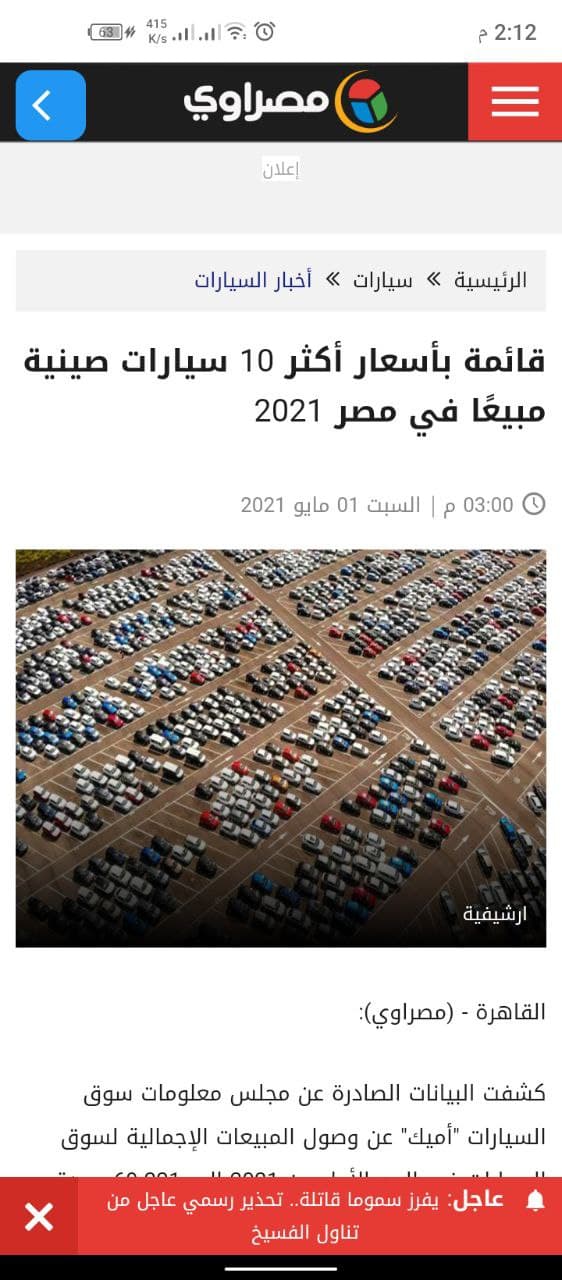 2:12 م
415
K/s
63
مصراوي
إعلان
الرئيسية » سيارات » أخبار السيارات
قائمة بأسعار أكثر 10 سيارات صينية
مبيعًا في مصر 2021
03:00 م | السبت 01 مايو 2021
ارشيفية
القاهرة - (مصراوي):
كشفت البيانات الصادرة عن مجلس معلومات سوق
السيارات "أميك" عن وصول المبيعات الإجمالية لسوق
عاجل: يفرز سموما قاتلة.. تحذير رسمي عاجل من
تناول الفسيخ